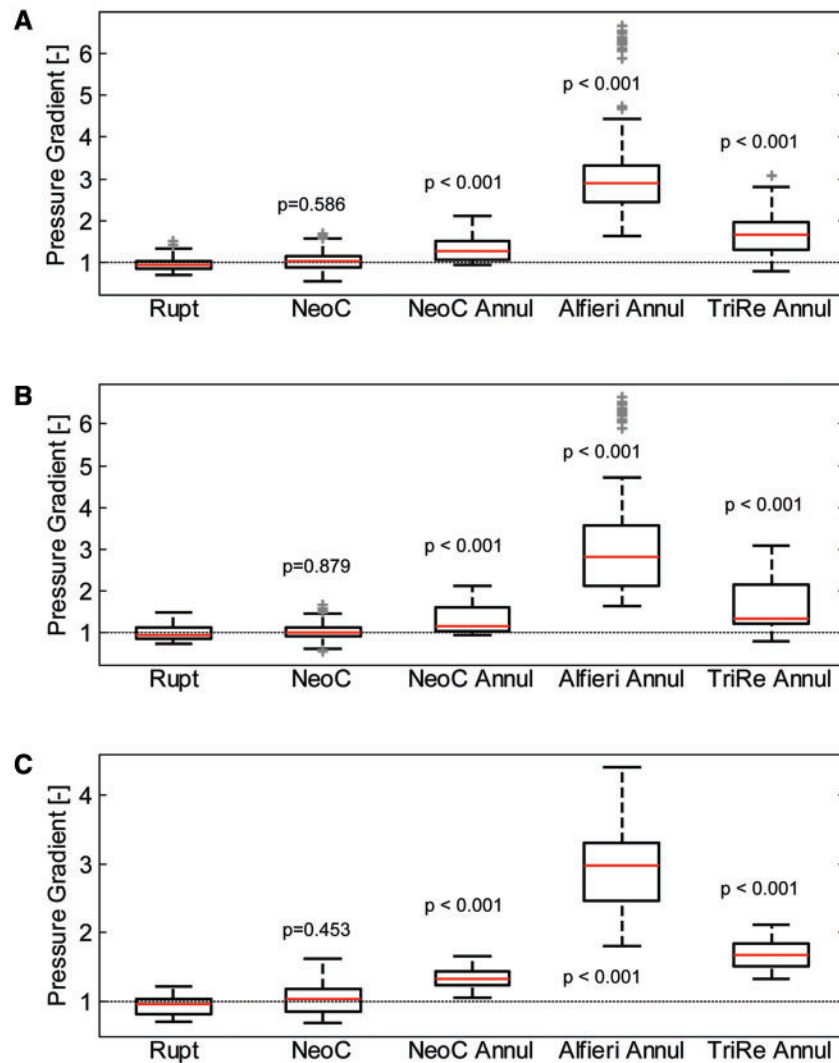 A
Pressure Gradient [-]
6
5
4
3
2
1
p=0.586
p < 0.001
p < 0.001
p < 0.001
Rupt NeoC NeoC Annul Alfieri Annul TriRe Annul
B
Pressure Gradient [-]
6
5
4
3
2
1
p=0.879
p < 0.001
p < 0.001
p < 0.001
Rupt NeoC NeoC Annul Alfieri Annul TriRe Annul
C
Pressure Gradient [-]
4
3
2
1
p=0.453
p < 0.001
p < 0.001
p < 0.001
Rupt NeoC NeoC Annul Alfieri Annul TriRe Annul